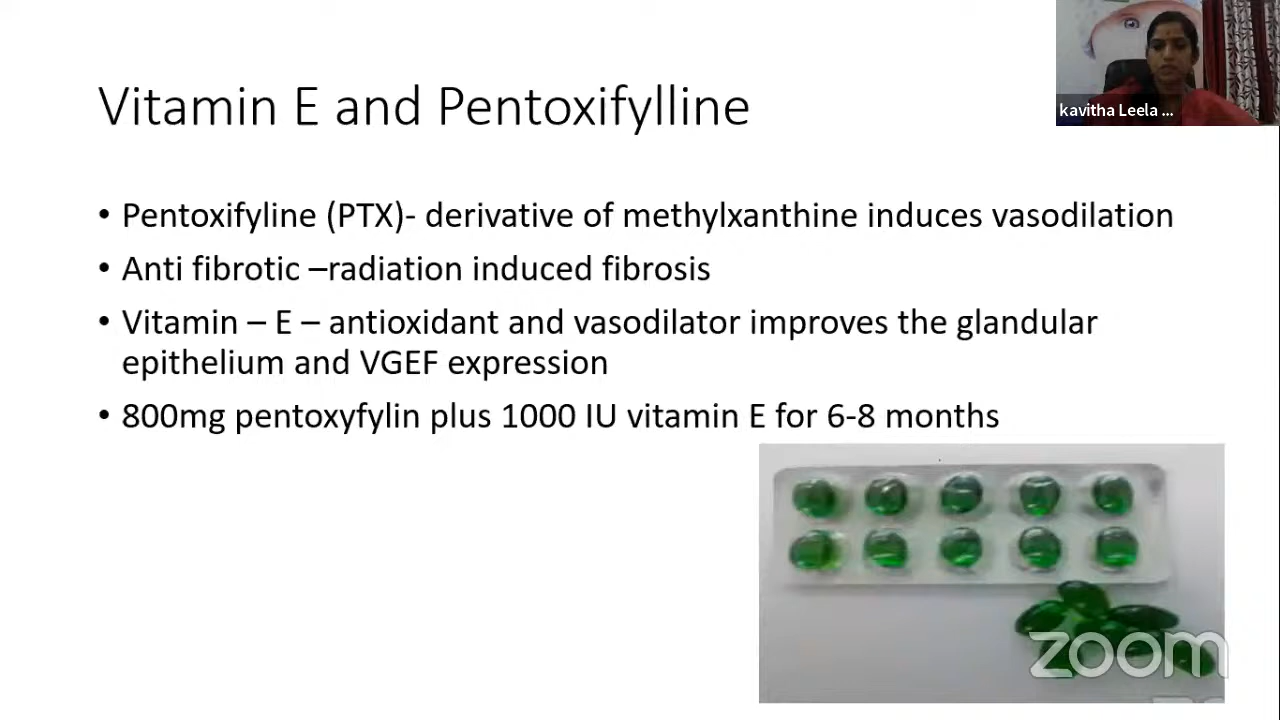 Vitamin E and Pentoxifylline
kavitha Leela ...
• Pentoxifyline (PTX)- derivative of methylxanthine induces vasodilation
• Anti fibrotic –radiation induced fibrosis
• Vitamin – E – antioxidant and vasodilator improves the glandular
epithelium and VGEF expression
• 800mg pentoxyfylin plus 1000 IU vitamin E for 6-8 months
zoom